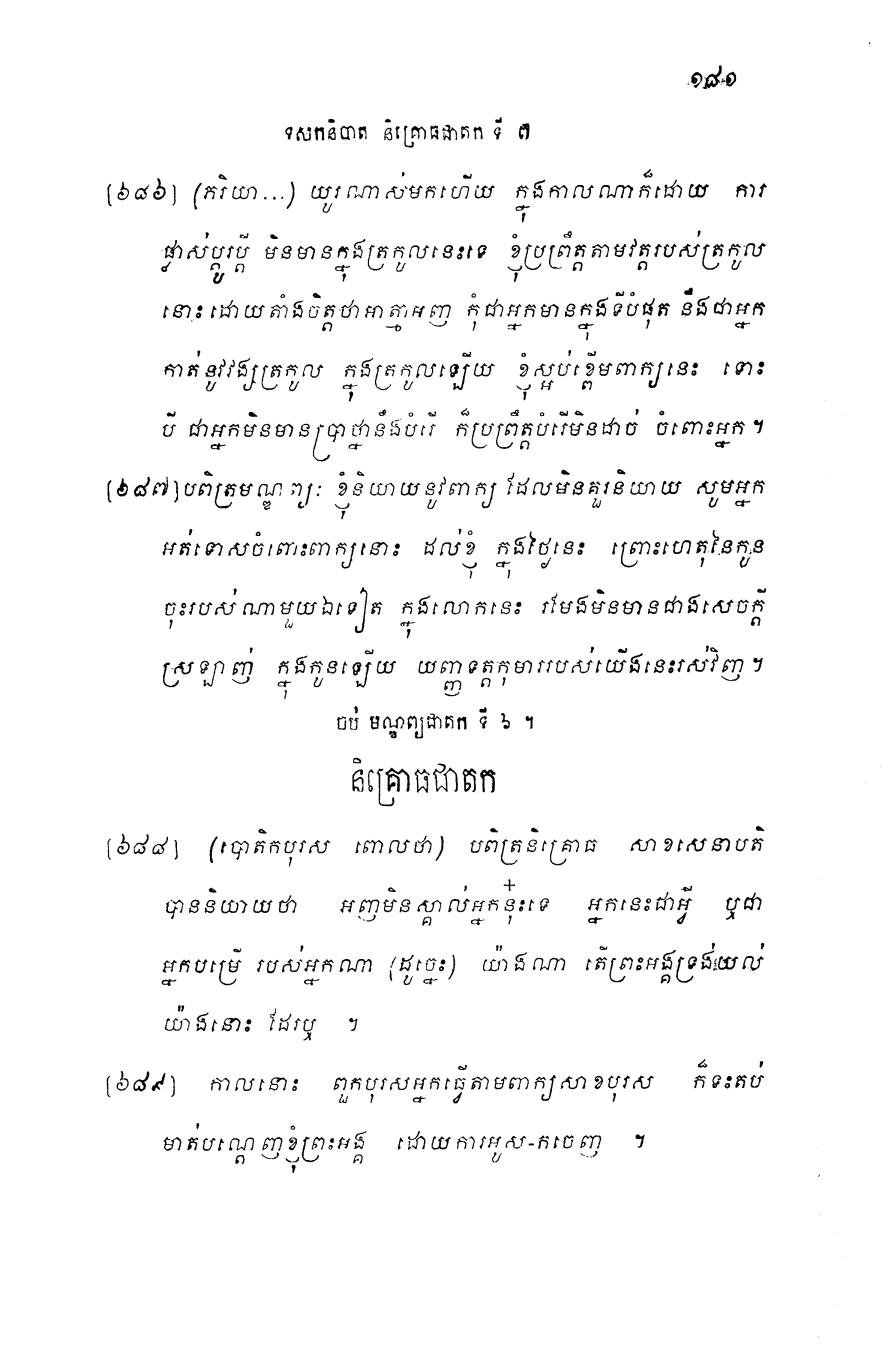 ១៨១
ទសកនិបាត និគ្រោធជាតក ទី ៧
[៦៨៦] (ភរិយា...) យូរណាស់មកហើយ ក្នុងកាលណាក៏ដោយ ការ
ផ្លាស់ប្តូរប្តី មិនមានក្នុងត្រកូលនេះទេ ខ្ញុំប្រព្រឹត្តតាមវត្តរបស់ត្រកូល
នោះ ដោយតាំងចិត្តថាអាត្មាអញ កុំជាអ្នកមានក្នុងទីបំផុត នឹងជាអ្នក
កាត់នូវវង្សត្រកូល ក្នុងត្រកូលឡើយ ខ្ញុំស្អប់ខ្ពើមពាក្យនេះ ទោះ
បី ជាអ្នកមិនមានប្រាថ្នានឹងបំរើ ក៏ប្រព្រឹត្តបំរើមិនដាច់ ចំពោះអ្នក ។
[៦៨៧] បពិត្រមណ្ឌព្យៈ ខ្ញុំនិយាយនូវពាក្យ ដែលមិនគួរនិយាយ សូមអ្នក
អត់ទោសចំពោះពាក្យនោះ ដល់ខ្ញុំ ក្នុងថ្ងៃនេះ ព្រោះហេតុនៃកូន
ចុះរបស់ណាមួយឯទៀត ក្នុងលោកនេះ រមែងមិនមានជាងសេចក្តី
ស្រឡាញ់ ក្នុងកូនឡើយ យញ្ញទត្តកុមាររបស់យើងនេះរស់វិញ ។
ចប់ មណ្ឌព្យជាតក ទី ៦ ។
និគ្រោធជាតក
[៦៨៨] (បោតិកបុរស ពោលថា) បពិត្រនិគ្រោធ សាខសេនាបតិ
បាននិយាយថា អញមិនស្គាល់អ្នកនុ៎ះទេ អ្នកនេះជាអ្វី ឬជា
អ្នកបម្រើ របស់អ្នកណា (ដូច្នេះ) យ៉ាងណា តើព្រះអង្គទ្រង់យល់
យ៉ាងនោះ ដែរឬ ។
[៦៨៩] កាលនោះ ពួកបុរសអ្នកធ្វើតាមពាក្យសាខបុរស ក៏ទះតប់
មាត់បណ្តេញខ្ញុំព្រះអង្គ ដោយការអូស-កចេញ ។